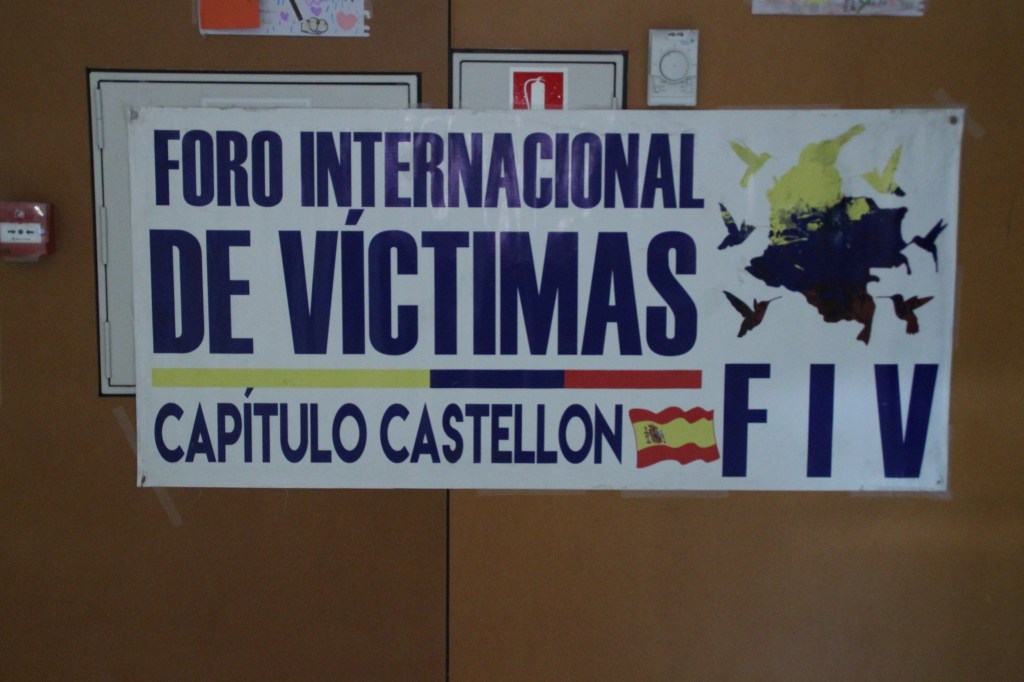 FORO INTERNACIONAL
DE VÍCTIMAS
CAPÍTULO CASTELLON
F I V